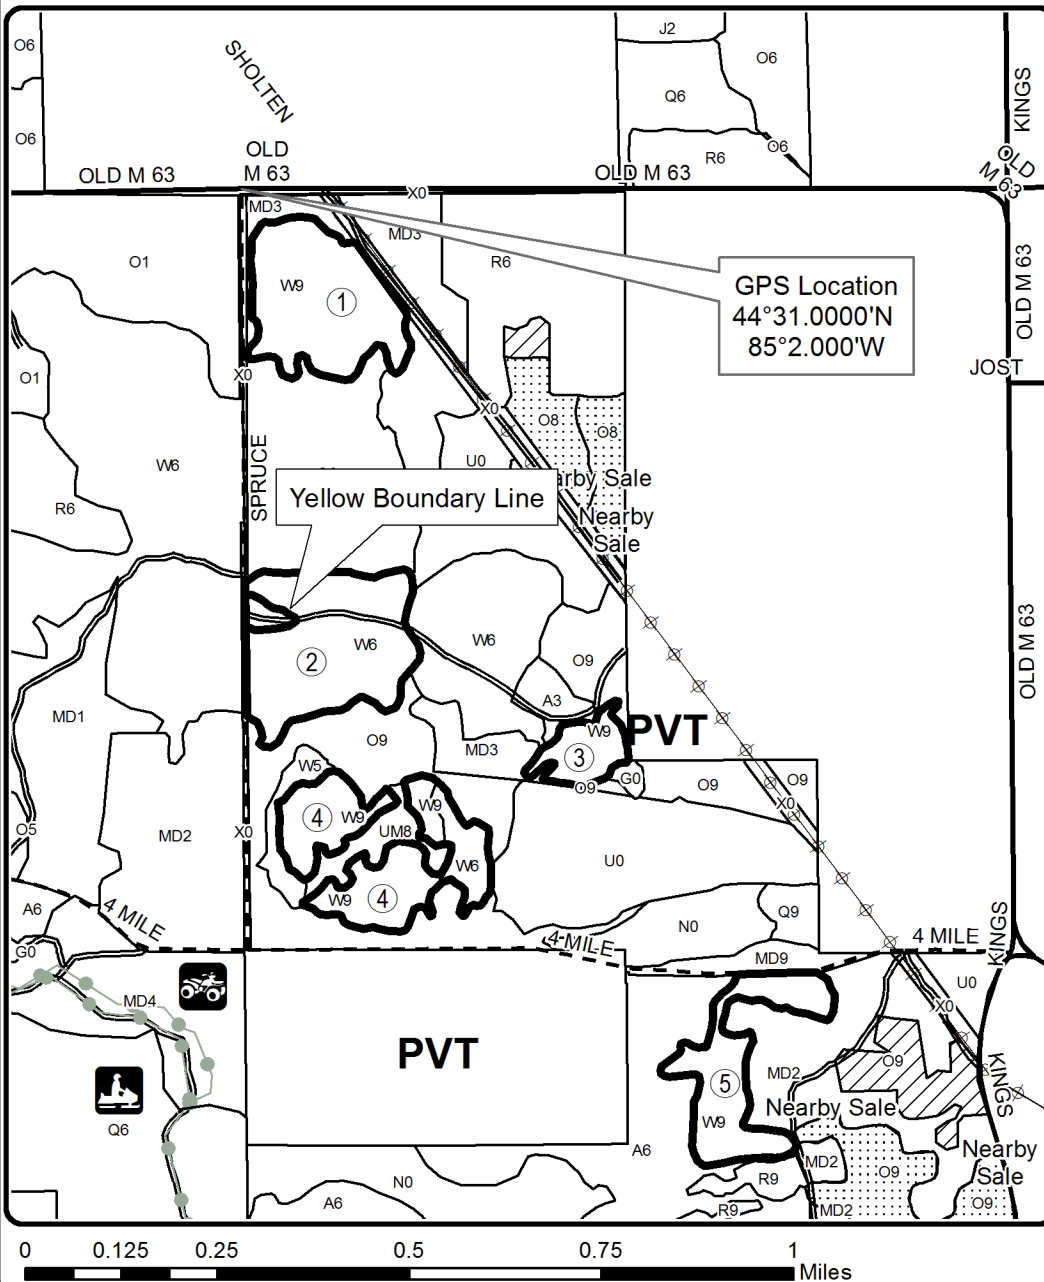 J2
O6
O6
SHOLTEN
KINGS
Q6
O6
O6
R6
OLD
M 63
OLD M 63
OLD
M 63
OLD M 63
X0
MD3
MD3
O1
R6
W9
1
GPS Location
44°31.0000'N
85°2.000'W
OLD M 63
JOST
O1
X0
X0
O8
O8
SPRUCE
W6
U0
arby Sale
Yellow Boundary Line
R6
Nearby
Sale
W6
W6
2
O9
OLD M 63
A3
MD1
W9
PVT
O9
MD3
3
W5
G0
O9
O9
O9
X0
W9
4
W9
O5
X0
UM8
MD2
U0
W6
W9
4
A6
4 MILE
Q9
N0
KINGS
4 MILE
4 MILE
G0
MD9
U0
MD4
X0
PVT
O9
MD2
5
KINGS
Nearby Sale
W9
Q6
A6
Nearby
Sale
MD2
O9
R9
N0
A6
R9
MD2
O9
0
0.125
0.25
0.5
0.75
1
Miles